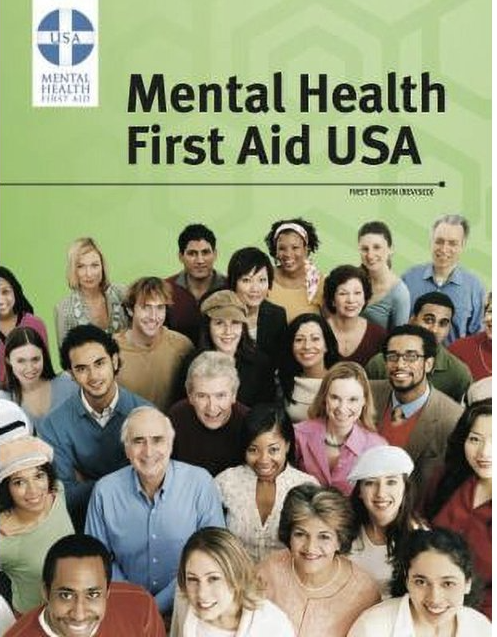 USA
MENTAL
HEALTH
FIRST AID
Mental Health
First Aid USA
FIRST EDITION (REVISED)